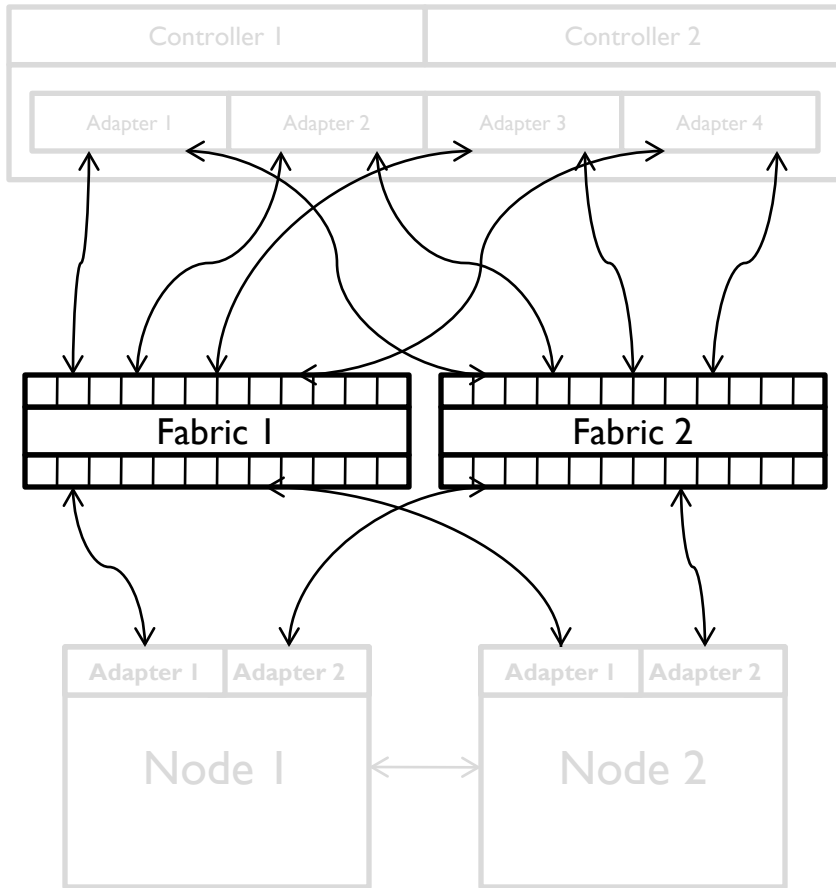 Controller 1 Controller 2
Adapter 1 Adapter 2 Adapter 3 Adapter 4
Fabric 1 Fabric 2
Adapter 1 Adapter 2 Adapter 1 Adapter 2
Node 1 Node 2